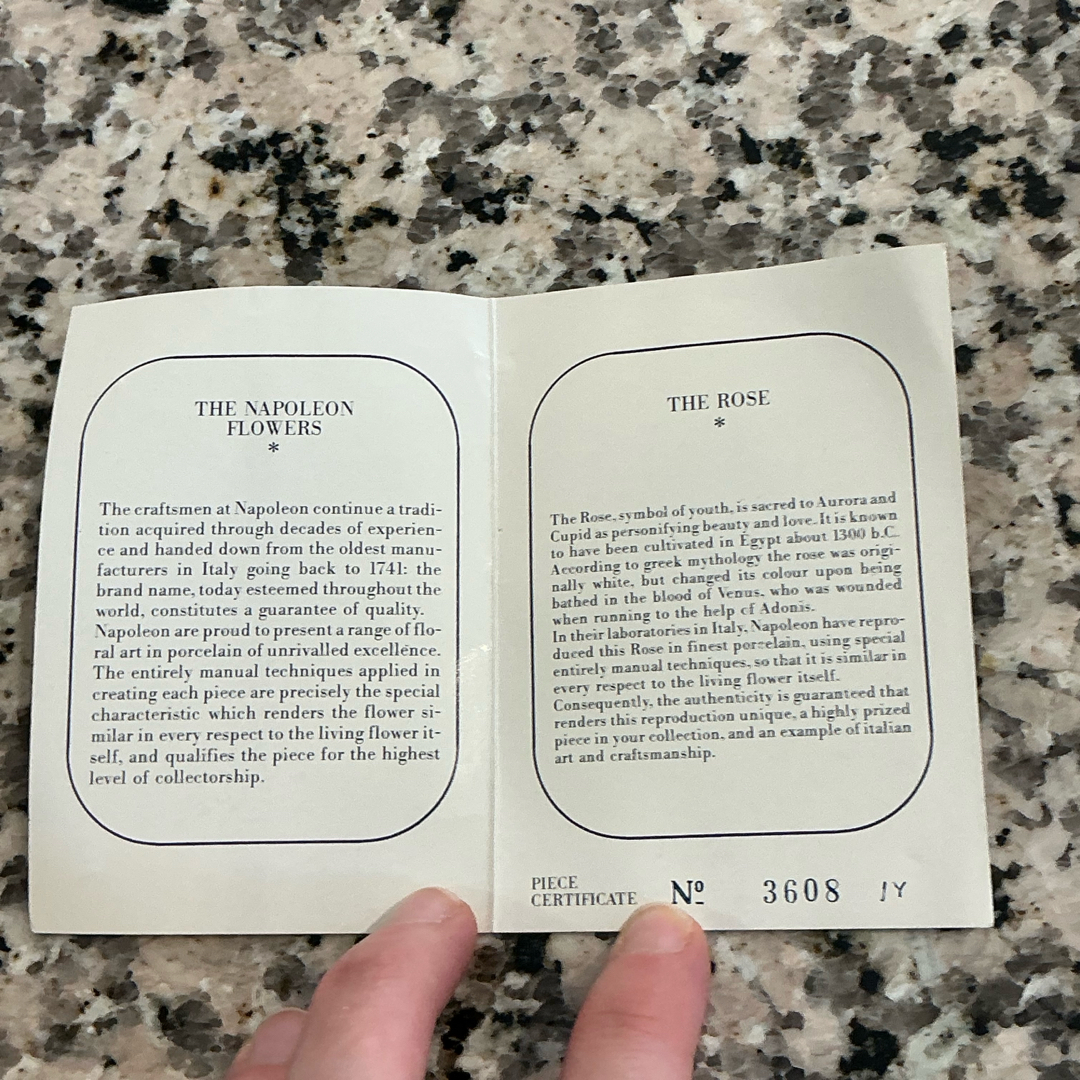 THE NAPOLEON
FLOWERS
*
The craftsmen at Napoleon continue a tradi-
tion acquired through decades of experien-
ce and handed down from the oldest manu-
facturers in Italy going back to 1741: the
brand name, today esteemed throughout the
world, constitutes a guarantee of quality.
Napoleon are proud to present a range of flo-
ral art in porcelain of unrivalled excellence.
The entirely manual techniques applied in
creating each piece are precisely the special
characteristic which renders the flower si-
milar in every respect to the living flower it-
self, and qualifies the piece for the highest
level of collectorship.
THE ROSE
*
The Rose, symbol of youth, is sacred to Aurora and
Cupid as personifying beauty and love. It is known
to have been cultivated in Egypt about 1300 b.C.
According to greek mythology the rose was origi-
nally white, but changed its colour upon being
bathed in the blood of Venus, who was wounded
when running to the help of Adonis.
In their laboratories in Italy, Napoleon have repro-
duced this Rose in finest porzelain, using special
entirely manual techniques, so that it is similar in
every respect to the living flower itself.
Consequently, the authenticity is guaranteed that
renders this reproduction unique, a highly prized
piece in your collection, and an example of italian
art and craftsmanship.
PIECE
CERTIFICATE Nº 3608 JY